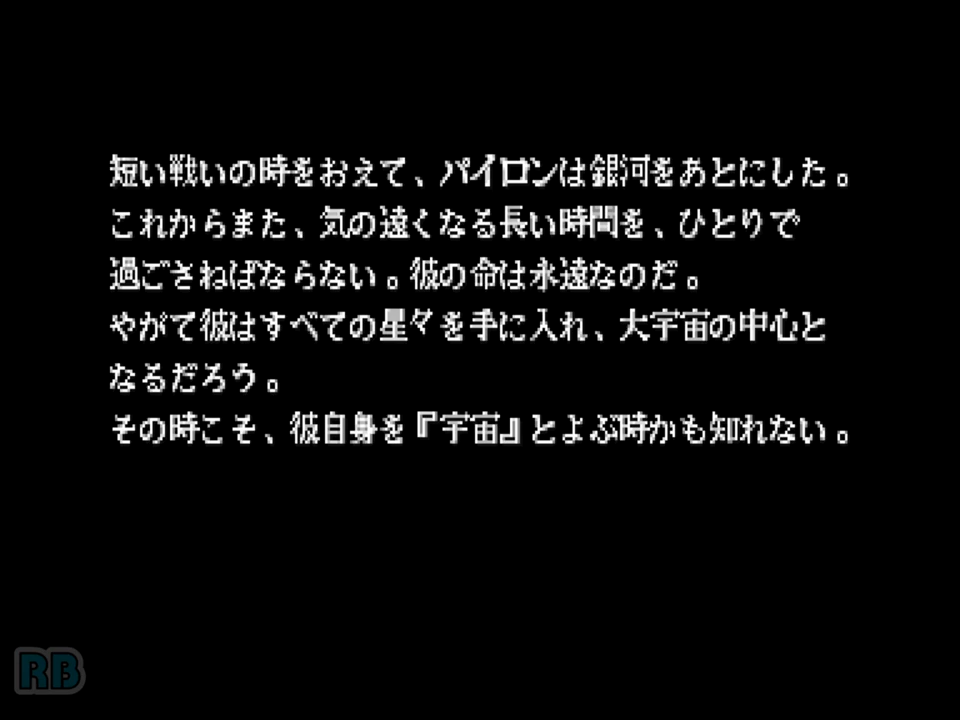 短い戦いの時をおえて、パイロンは銀河をあとにした。
これからまた、気の遠くなる長い時間を、ひとりで
過ごさねばならない。彼の命は永遠なのだ。
やがて彼はすべての星々を手に入れ、大宇宙の中心と
なるだろう。
その時こそ、彼自身を『宇宙』とよぶ時かも知れない。
RB